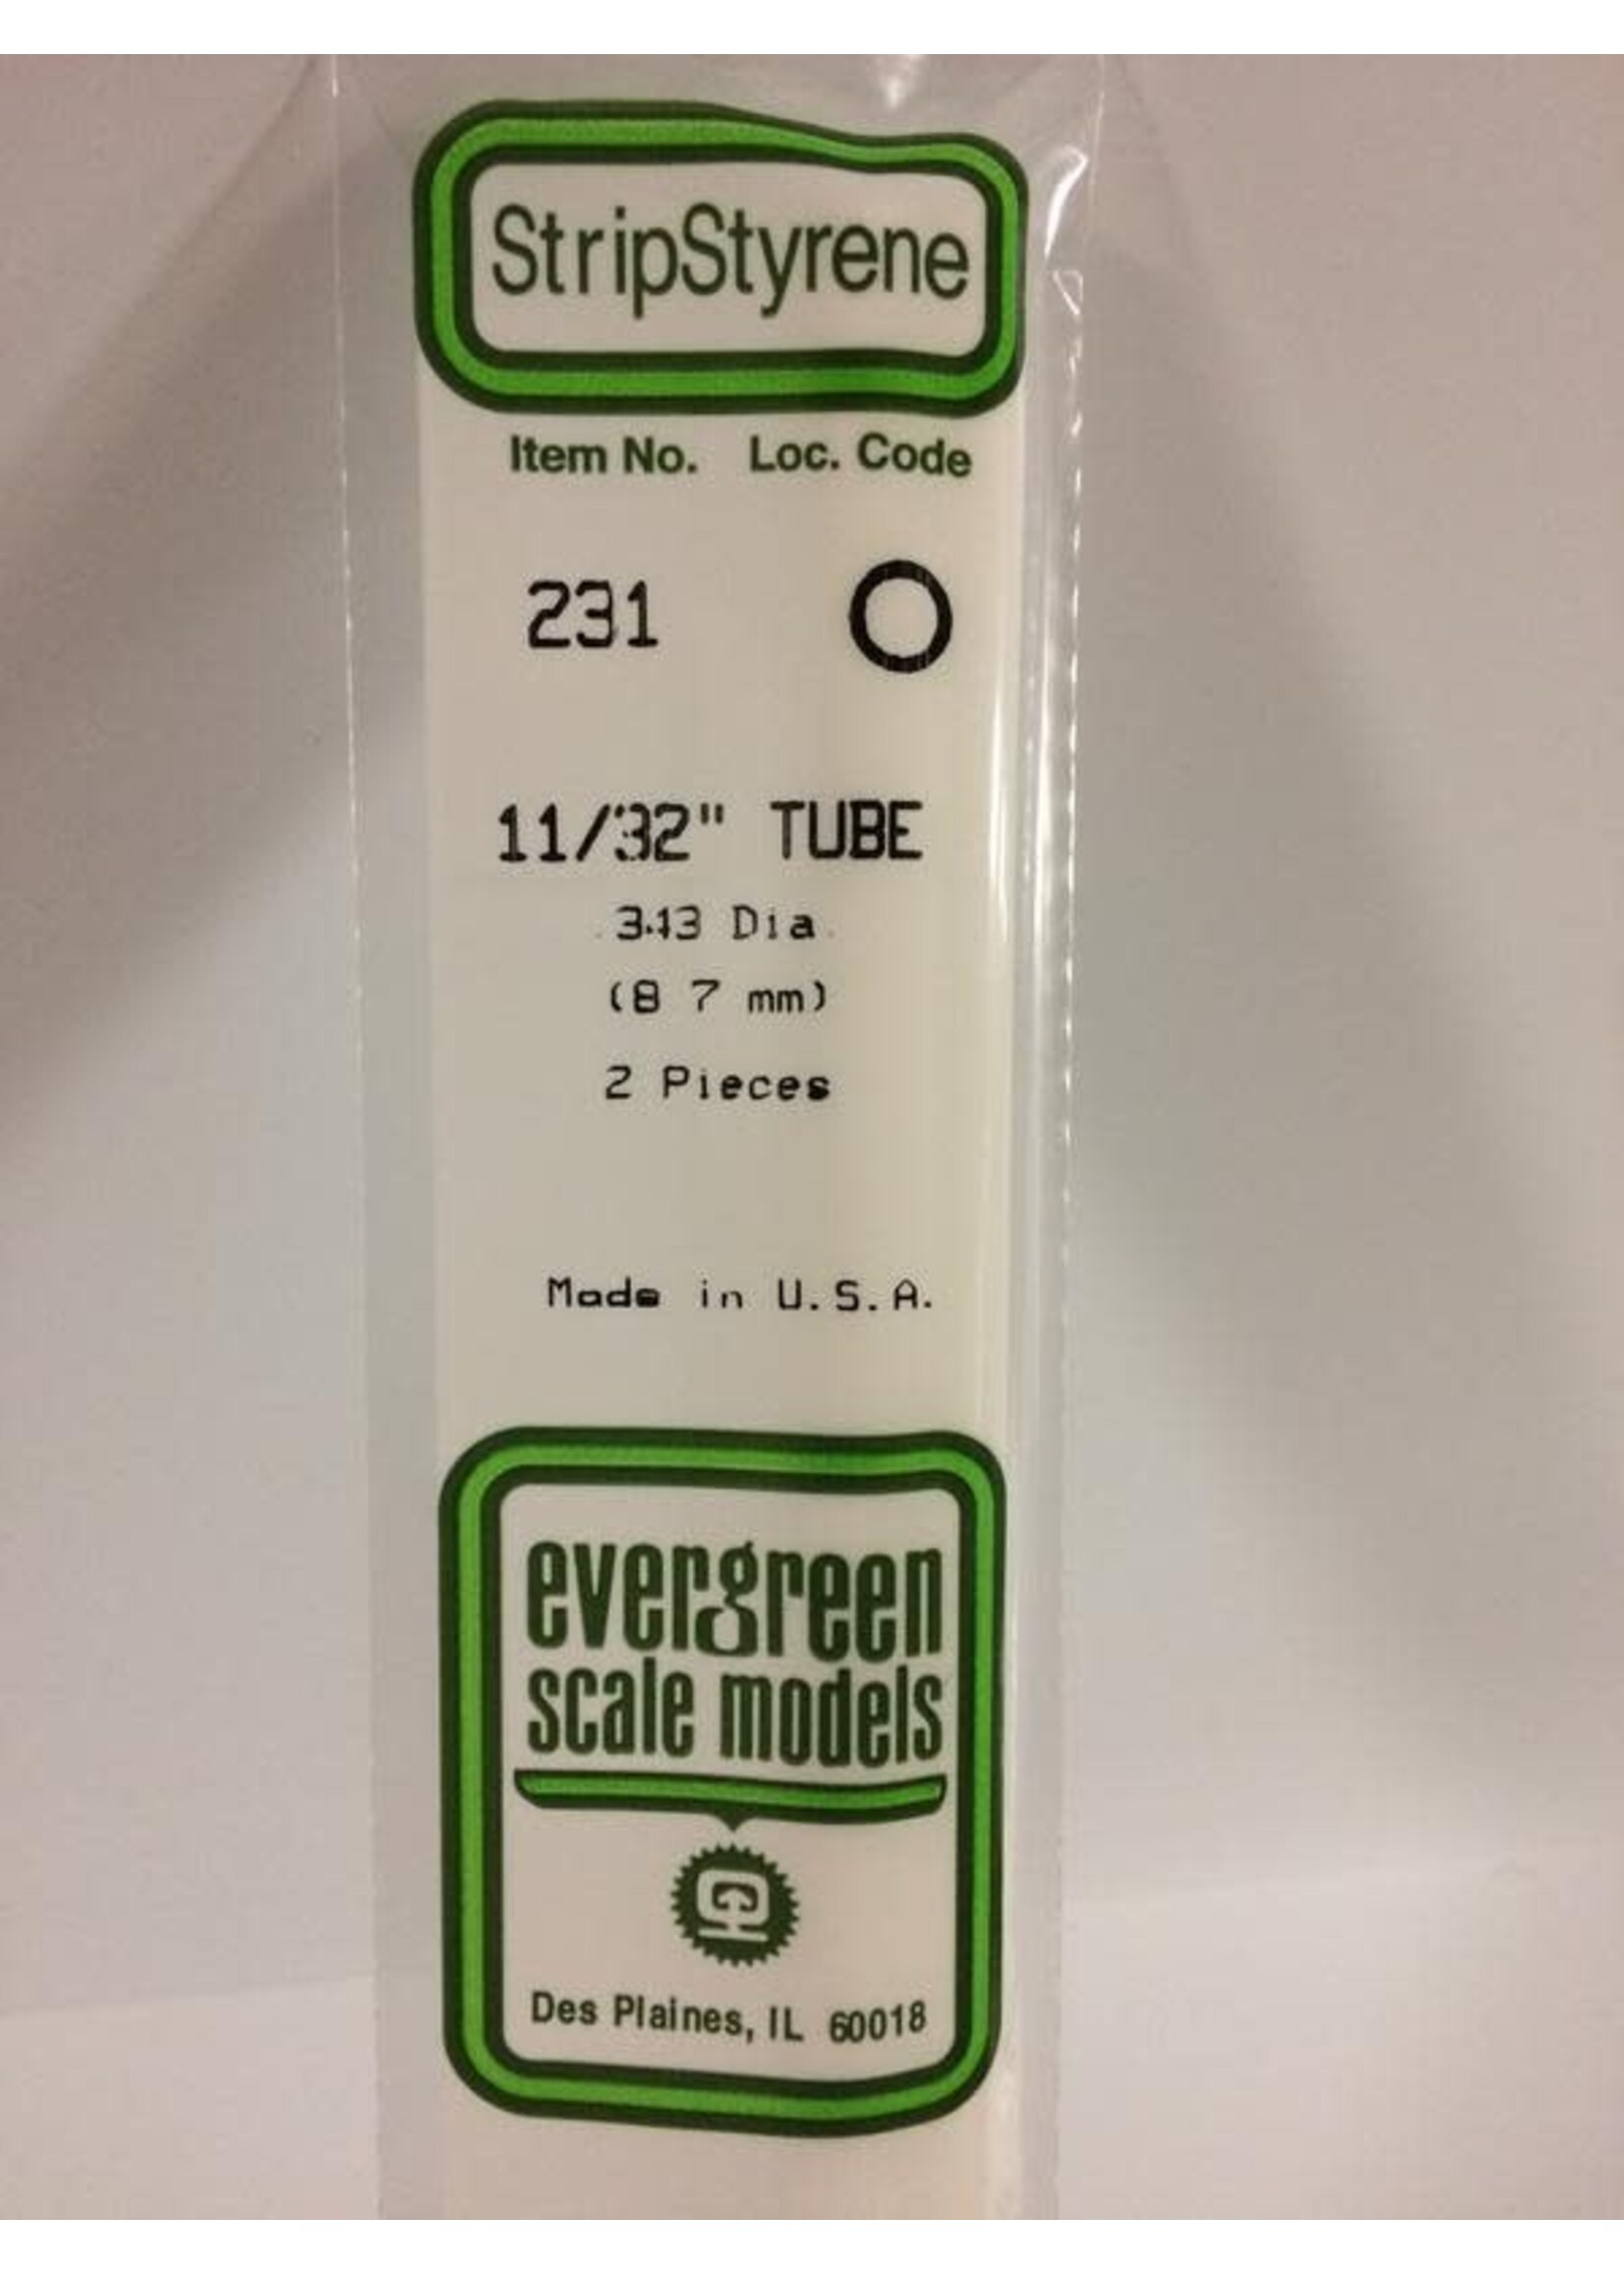 StripStyrene
Item No. Loc. Code
231
11/32" TUBE
.343 Dia.
(8 7 mm)
2 Pieces
Made in U.S.A.
evergreen
scale models
Des Plaines, IL 60018